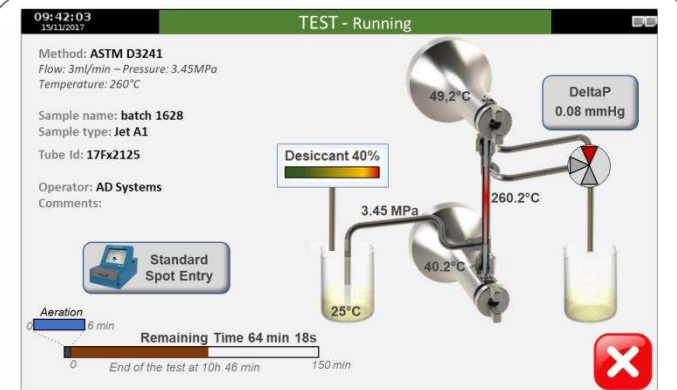 09:42:03
15/11/2017
TEST - Running
Method: ASTM D3241
Flow: 3ml/min – Pressure: 3.45MPa
Temperature: 260°C
Sample name: batch 1628
Sample type: Jet A1
Tube Id: 17Fx2125
Operator: AD Systems
Comments:
Desiccant 40%
49,2°C
DeltaP
0.08 mmHg
260.2°C
3.45 MPa
40.2°C
25°C
Standard
Spot Entry
Aeration
0
6 min
Remaining Time 64 min 18s
0
End of the test at 10h 46 min
150 min